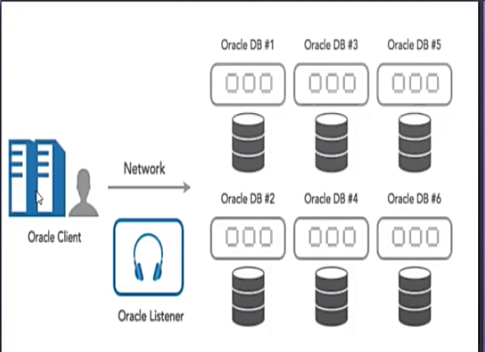 Oracle DB #1
Oracle DB #3
Oracle DB #5
Network
Oracle DB #2
Oracle DB #4
Oracle DB #6
Oracle Client
Oracle Listener